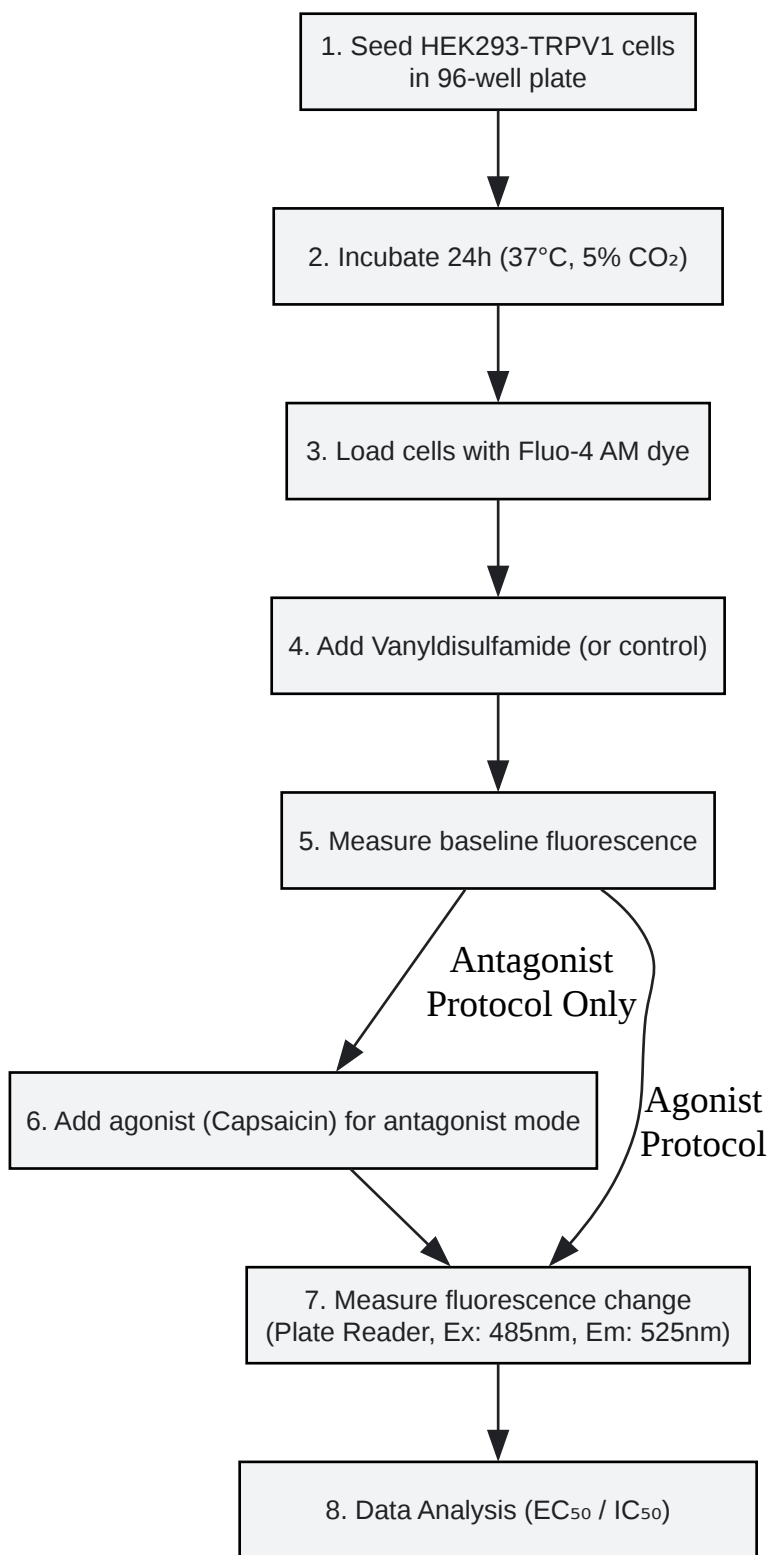 1. Seed HEK293-TRPV1 cells
in 96-well plate
2. Incubate 24h (37°C, 5% CO₂)
3. Load cells with Fluo-4 AM dye
4. Add Vanyldisulfamide (or control)
5. Measure baseline fluorescence
Antagonist
Protocol Only
6. Add agonist (Capsaicin) for antagonist mode
Agonist
Protocol
7. Measure fluorescence change
(Plate Reader, Ex: 485nm, Em: 525nm)
8. Data Analysis (EC₅₀ / IC₅₀)